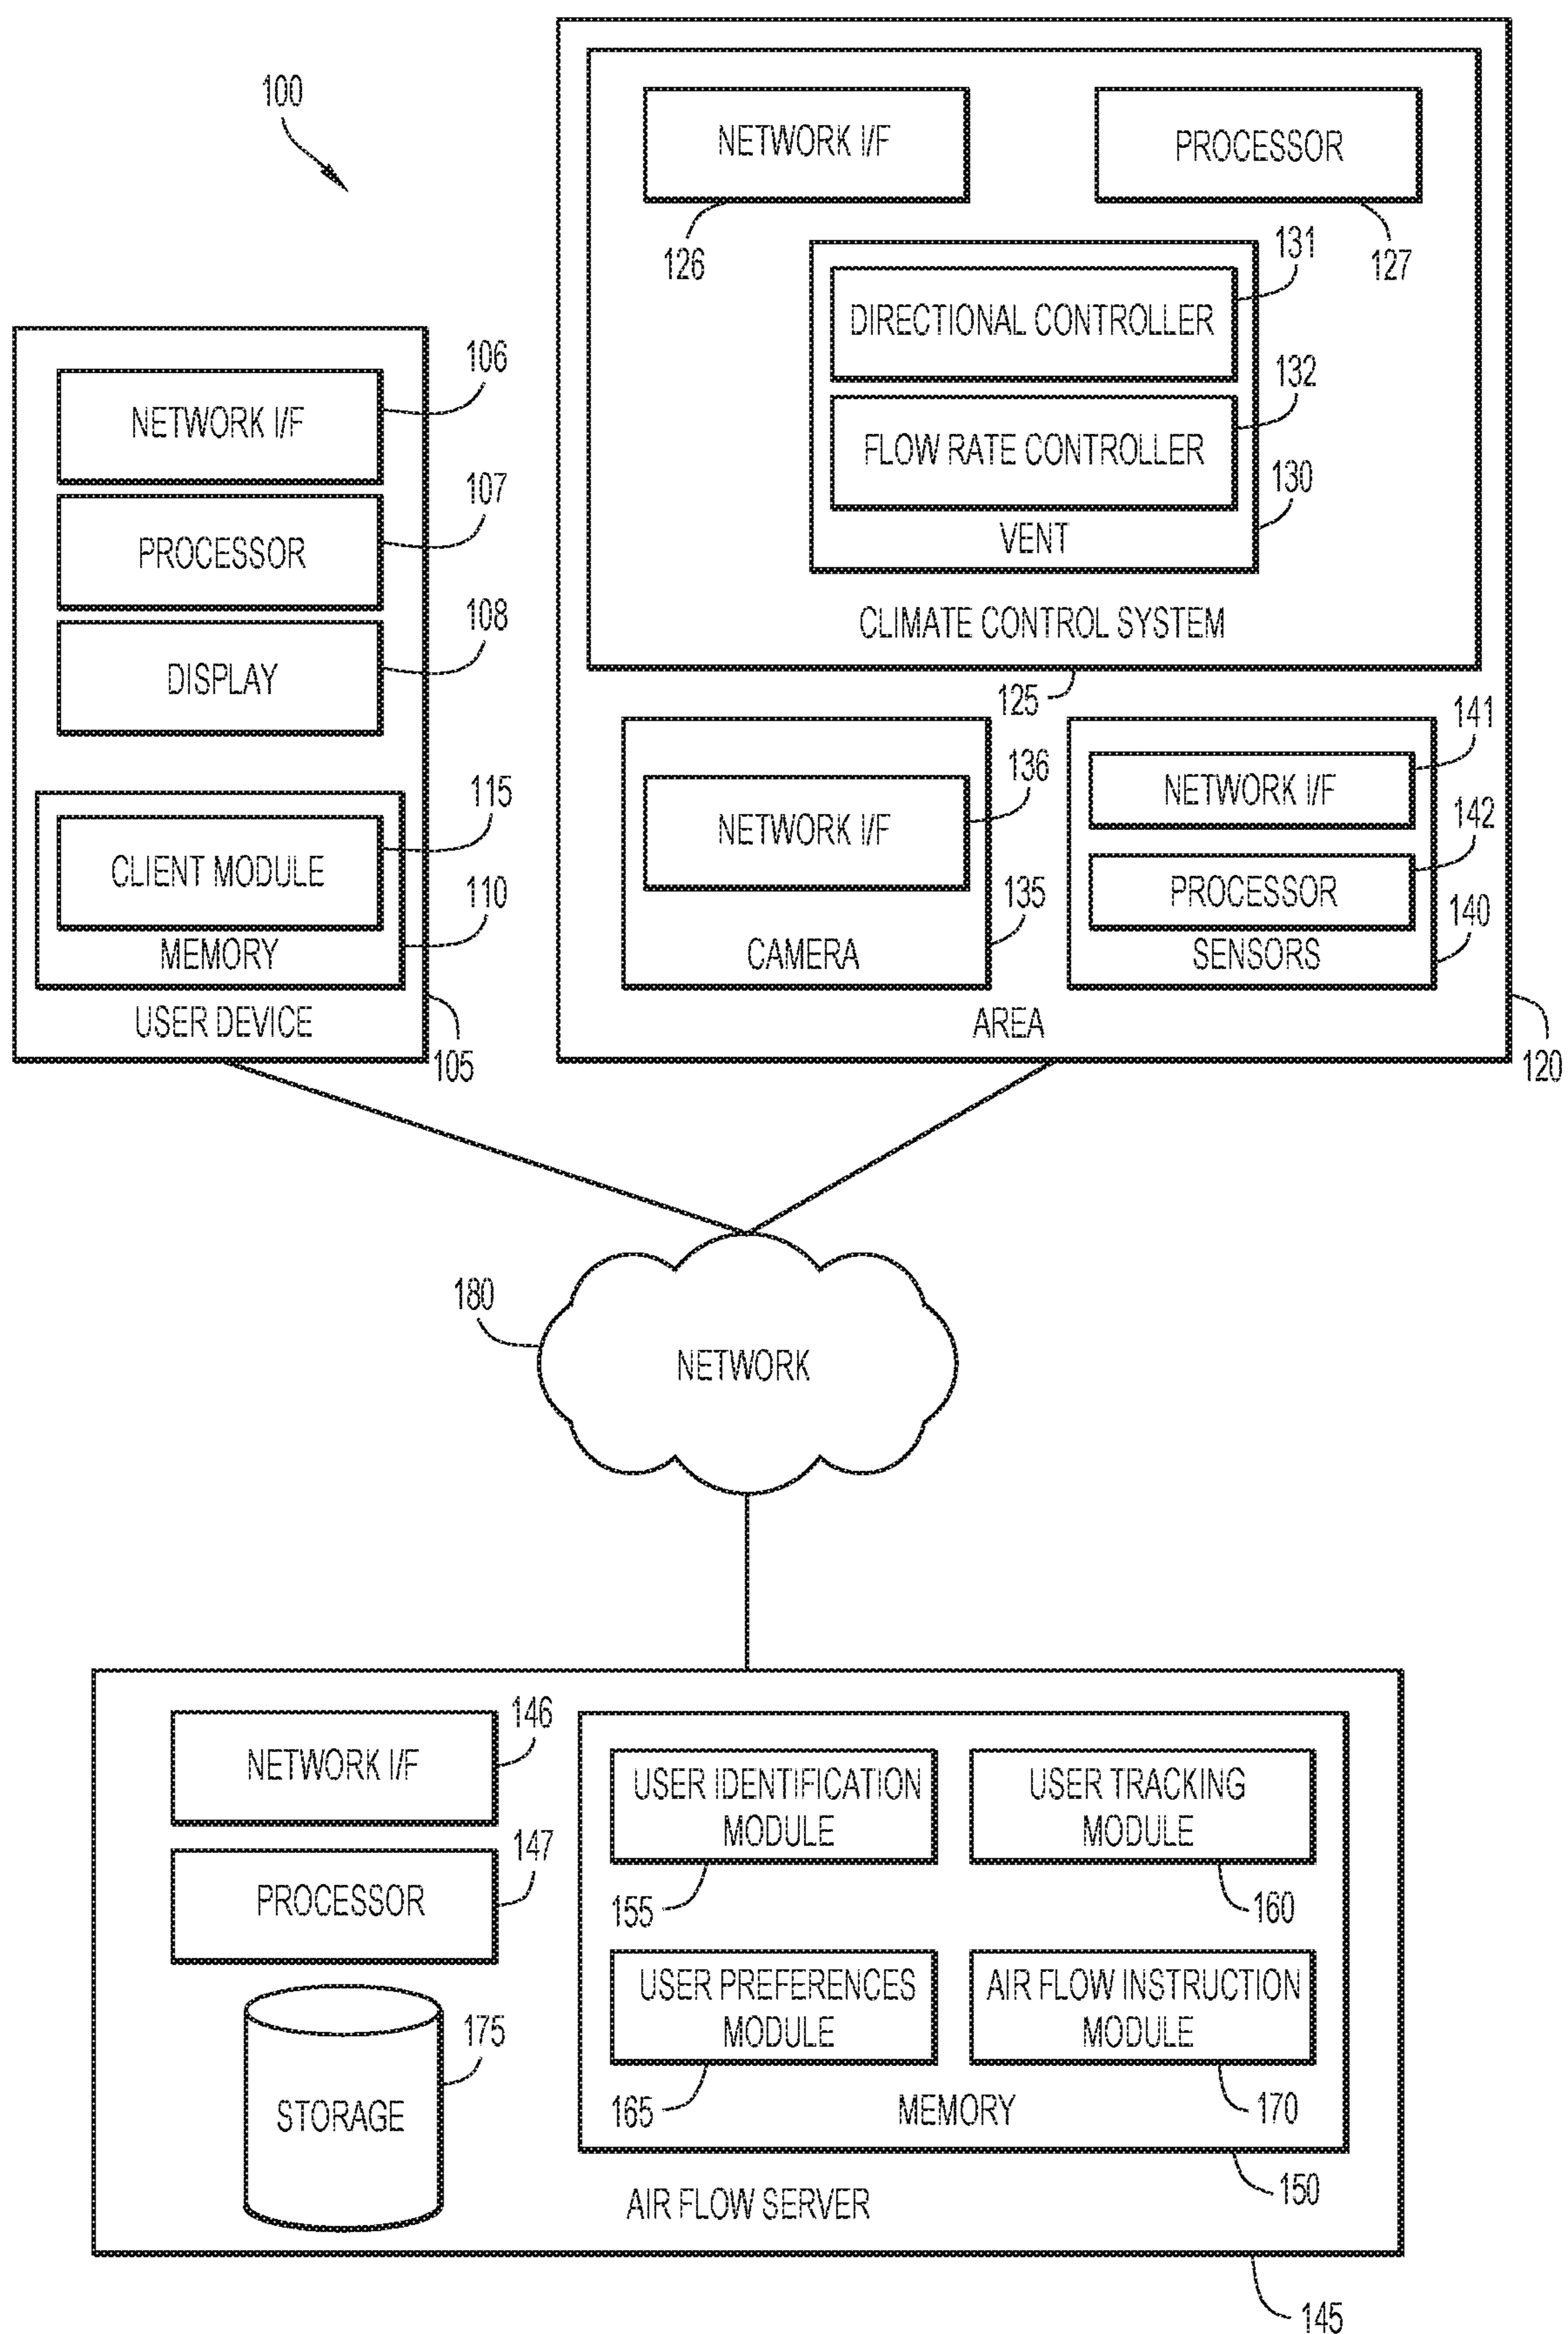 100
NETWORK I/F
126
PROCESSOR
127
DIRECTIONAL CONTROLLER
131
FLOW RATE CONTROLLER
132
VENT
130
CLIMATE CONTROL SYSTEM
125
NETWORK I/F
106
PROCESSOR
107
DISPLAY
108
CLIENT MODULE
115
MEMORY
110
USER DEVICE
105
NETWORK I/F
136
CAMERA
135
NETWORK I/F
141
PROCESSOR
142
SENSORS
140
AREA
120
180
NETWORK
NETWORK I/F
146
PROCESSOR
147
STORAGE
175
USER IDENTIFICATION
MODULE
155
USER TRACKING
MODULE
160
USER PREFERENCES
MODULE
165
AIR FLOW INSTRUCTION
MODULE
170
MEMORY
150
AIR FLOW SERVER
145